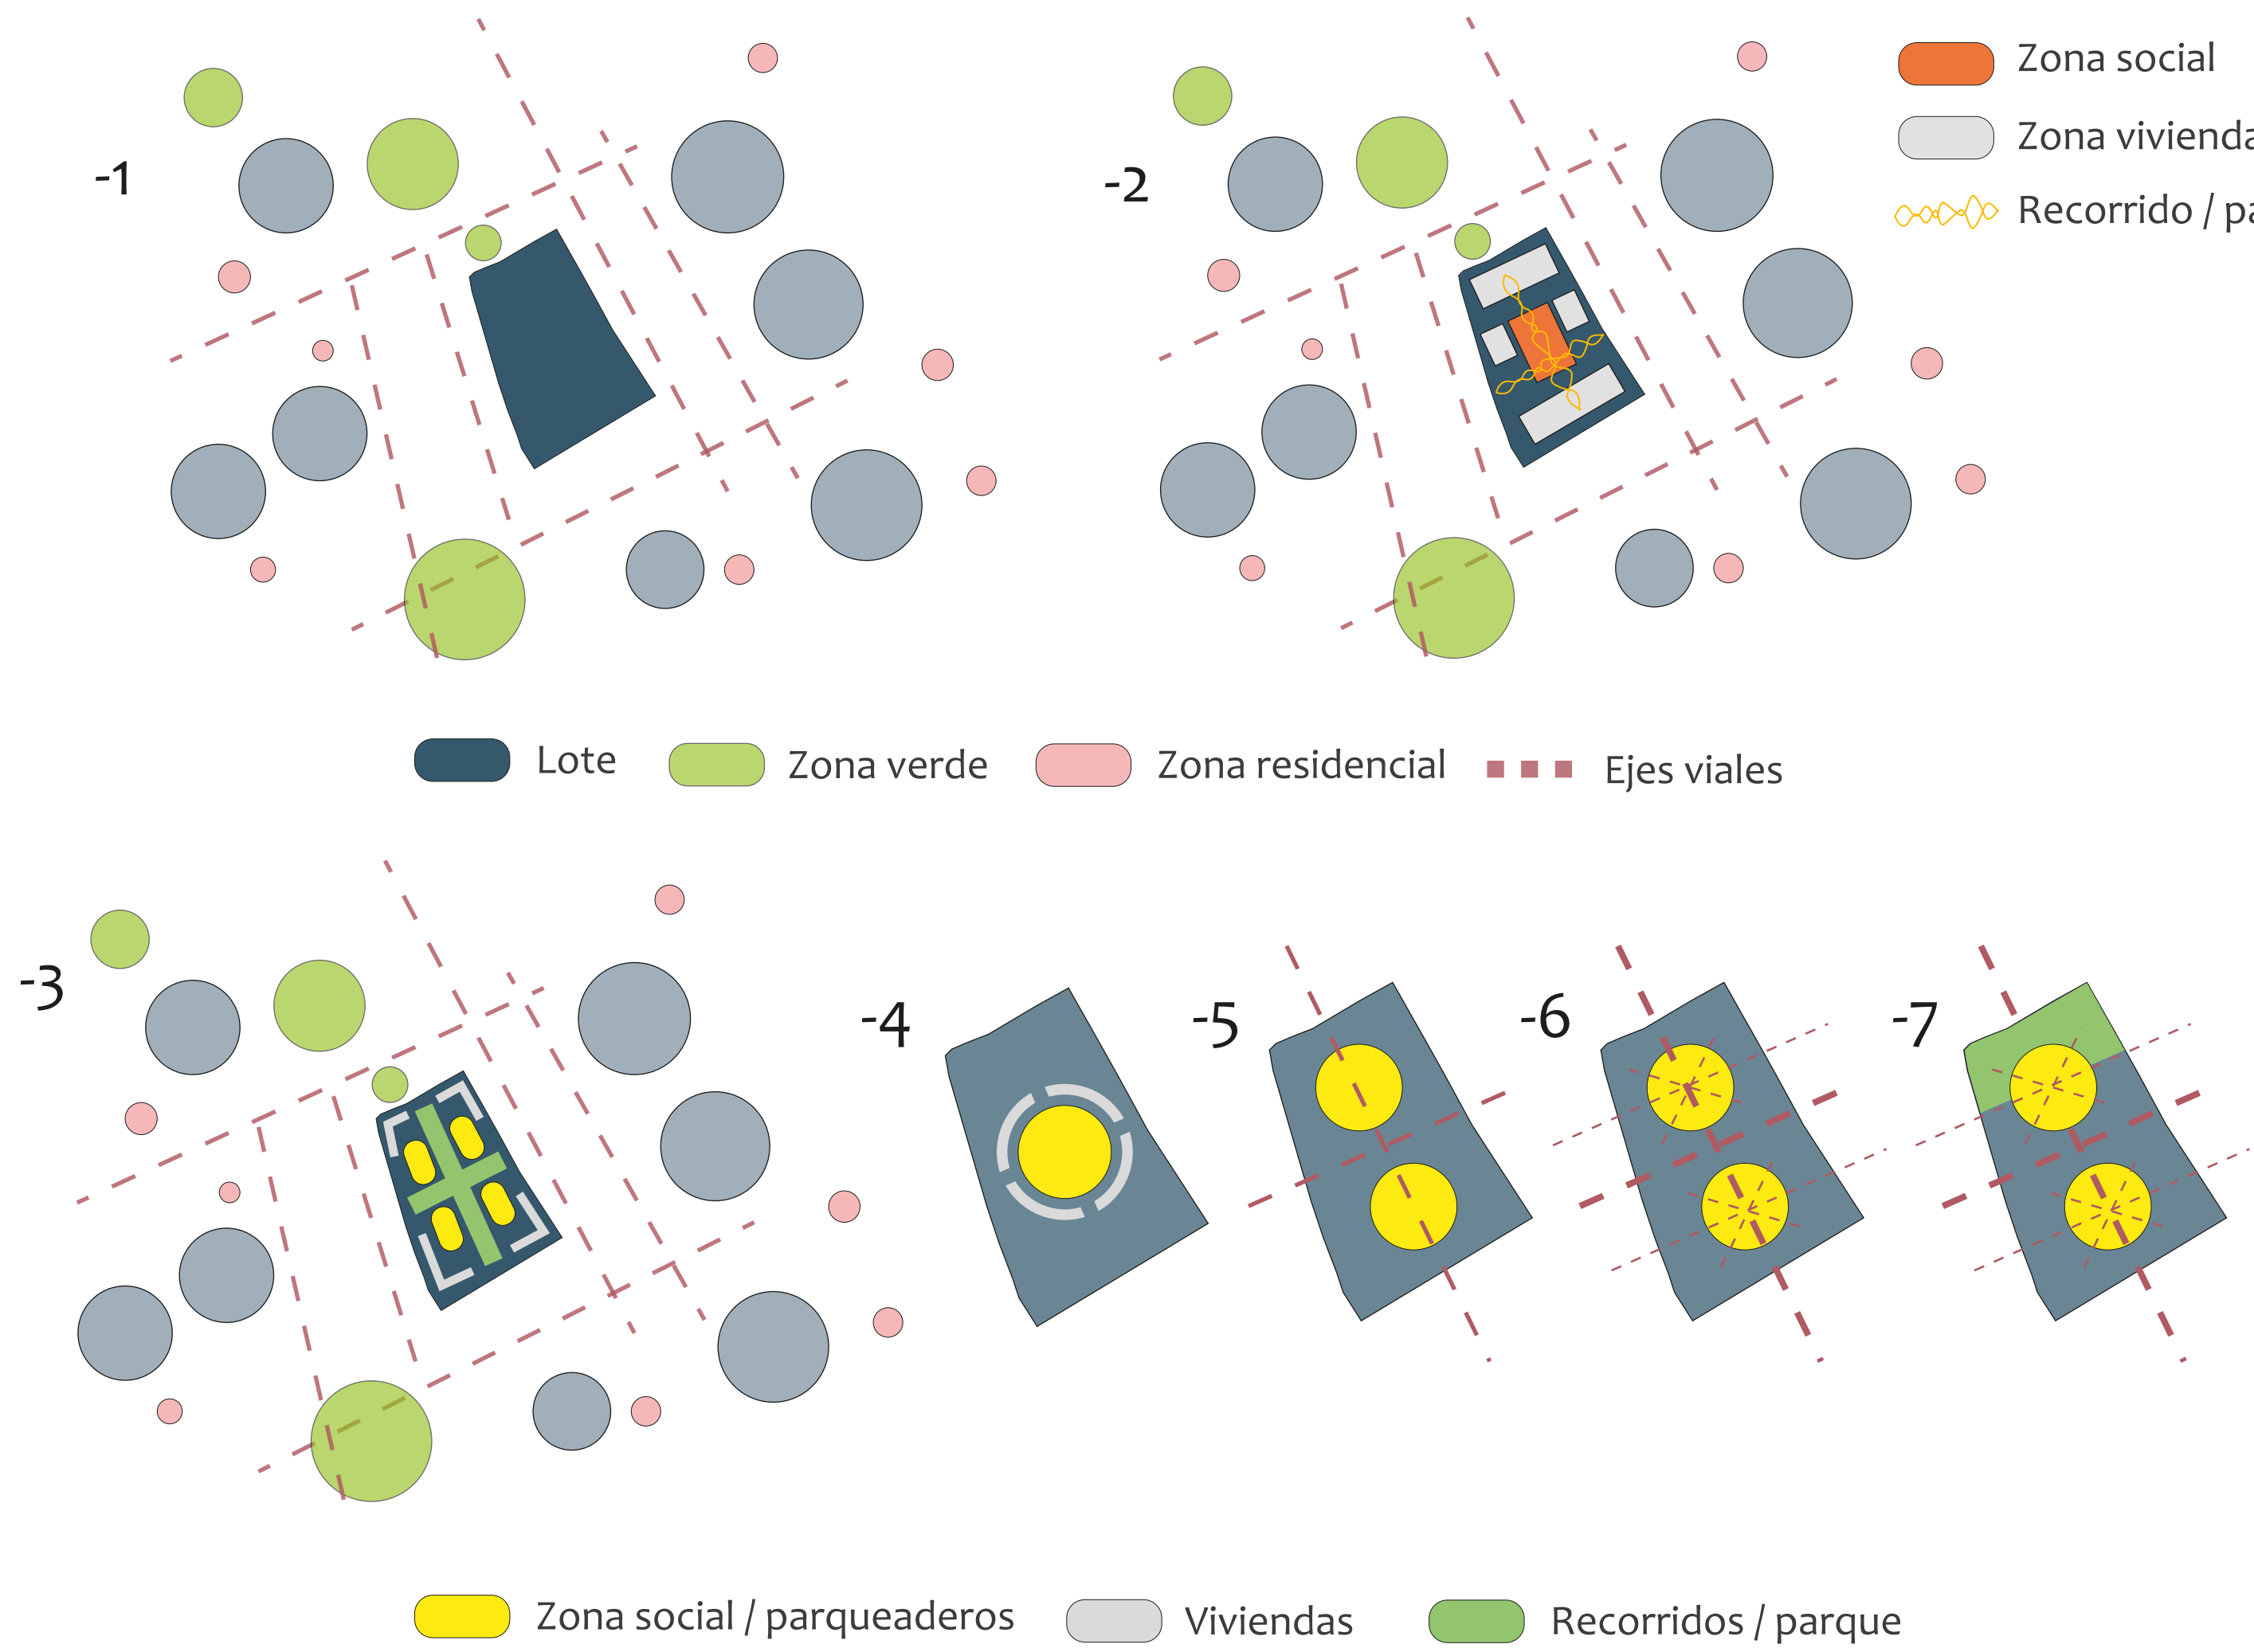 -1
-2
Zona social
Zona vivienda
Recorrido / pa
Lote
Zona verde
Zona residencial
Ejes viales
-3
-4
-5
-6
-7
Zona social / parqueaderos
Viviendas
Recorridos / parque